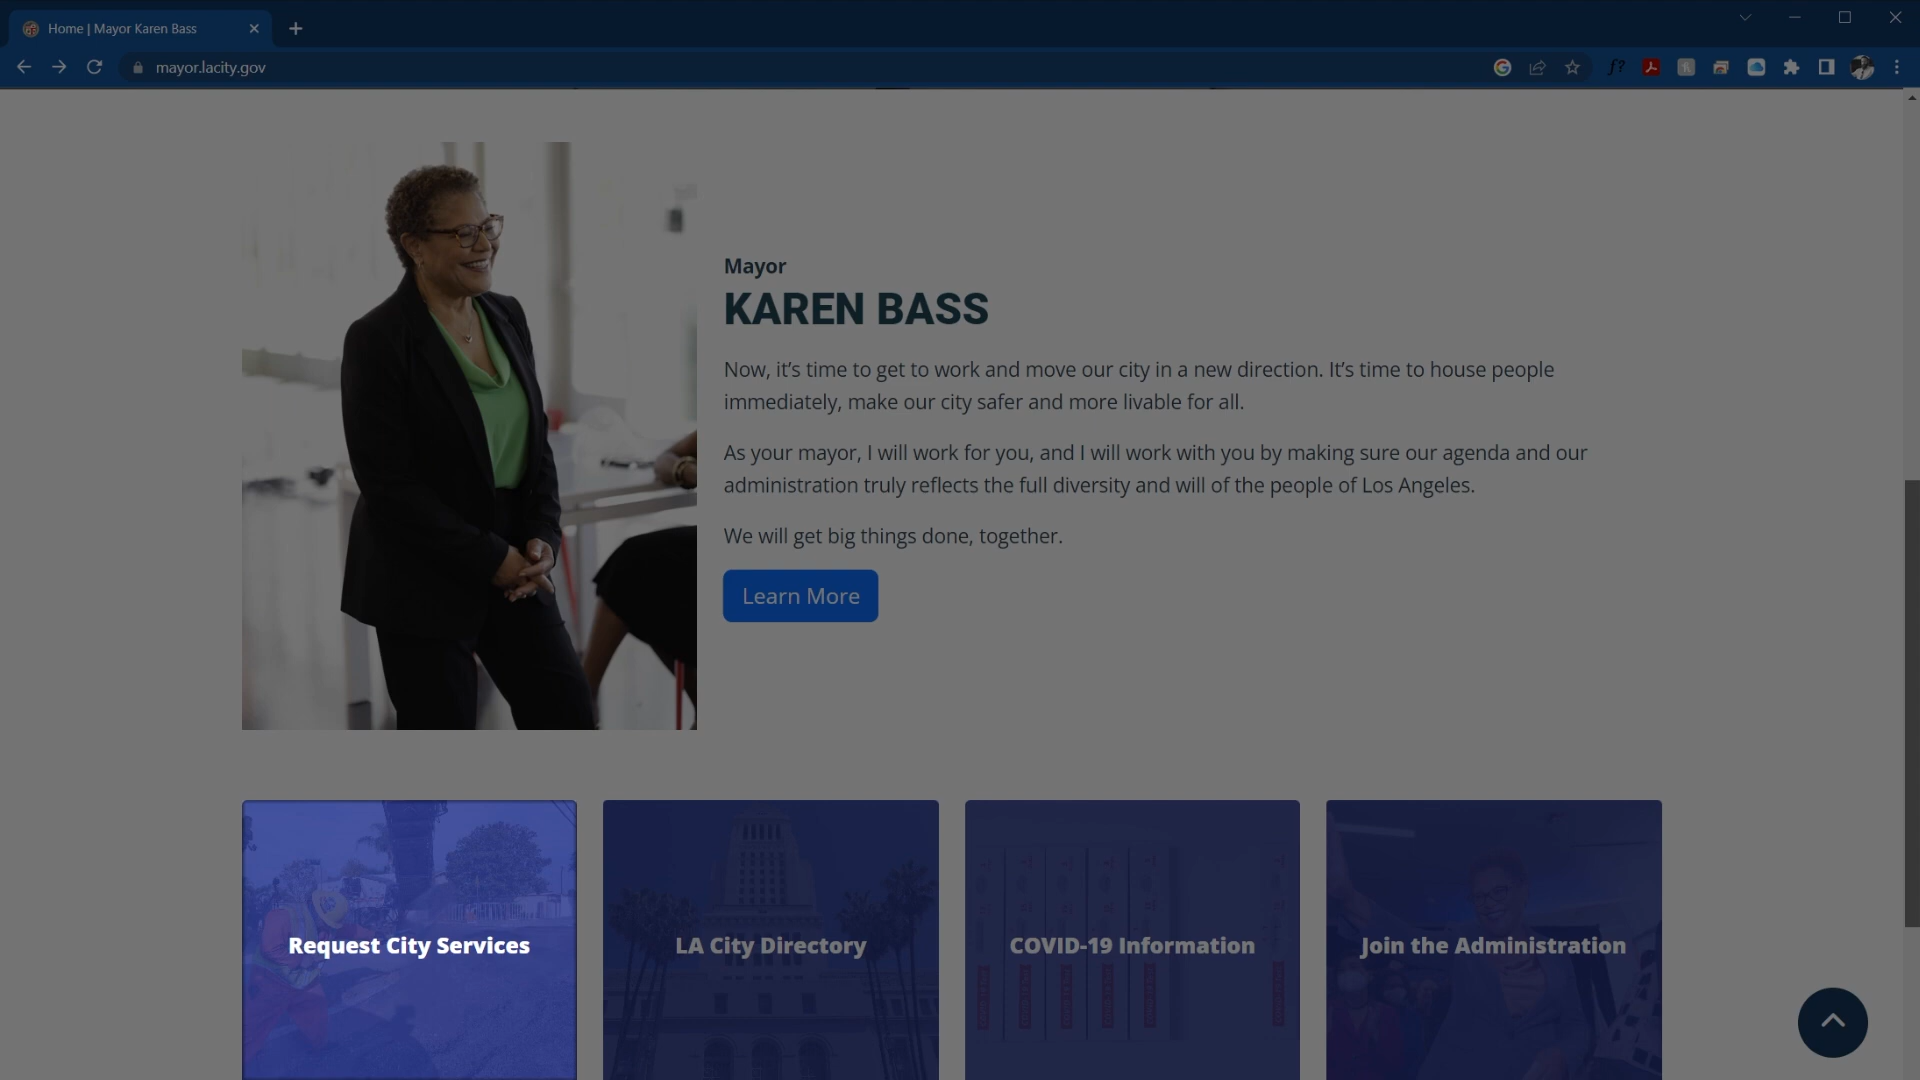 Home | Mayor Karen Bass
mayor.lacity.gov
f?
Mayor
KAREN BASS
Now, it’s time to get to work and move our city in a new direction. It’s time to house people
immediately, make our city safer and more livable for all.
As your mayor, I will work for you, and I will work with you by making sure our agenda and our
administration truly reflects the full diversity and will of the people of Los Angeles.
We will get big things done, together.
Learn More
Request City Services
LA City Directory
COVID-19 Information
Join the Administration